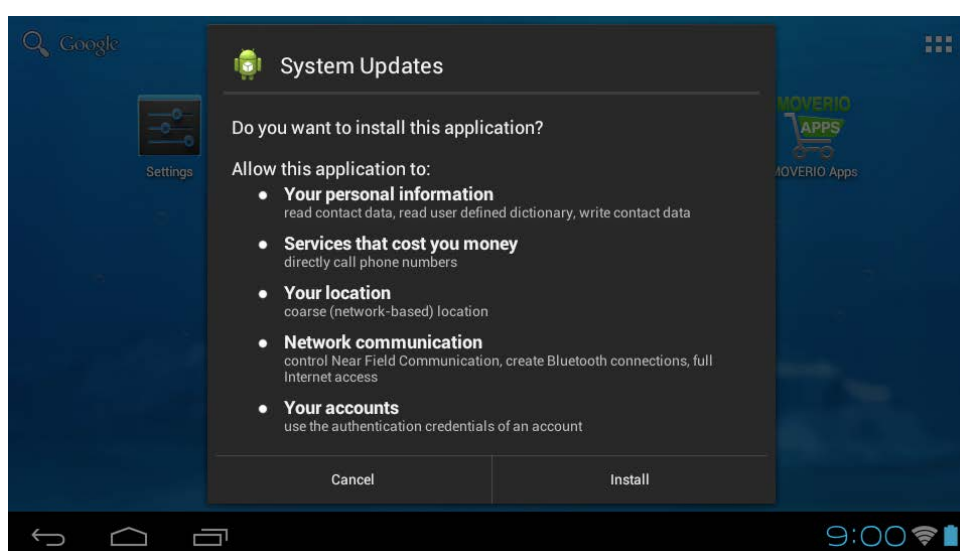 Google
System Updates
Do you want to install this application?
Settings
MOVERIO
APPS
MOVERIO Apps
Allow this application to:
Your personal information
read contact data, read user defined dictionary, write contact data
Services that cost you money
directly call phone numbers
Your location
coarse (network-based) location
Network communication
control Near Field Communication, create Bluetooth connections, full
Internet access
Your accounts
use the authentication credentials of an account
Cancel
Install
9:00